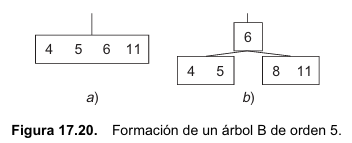 4 5 6 11
6
4 5 8 11
a) b)
Figura 17.20. Formación de un árbol B de orden 5.